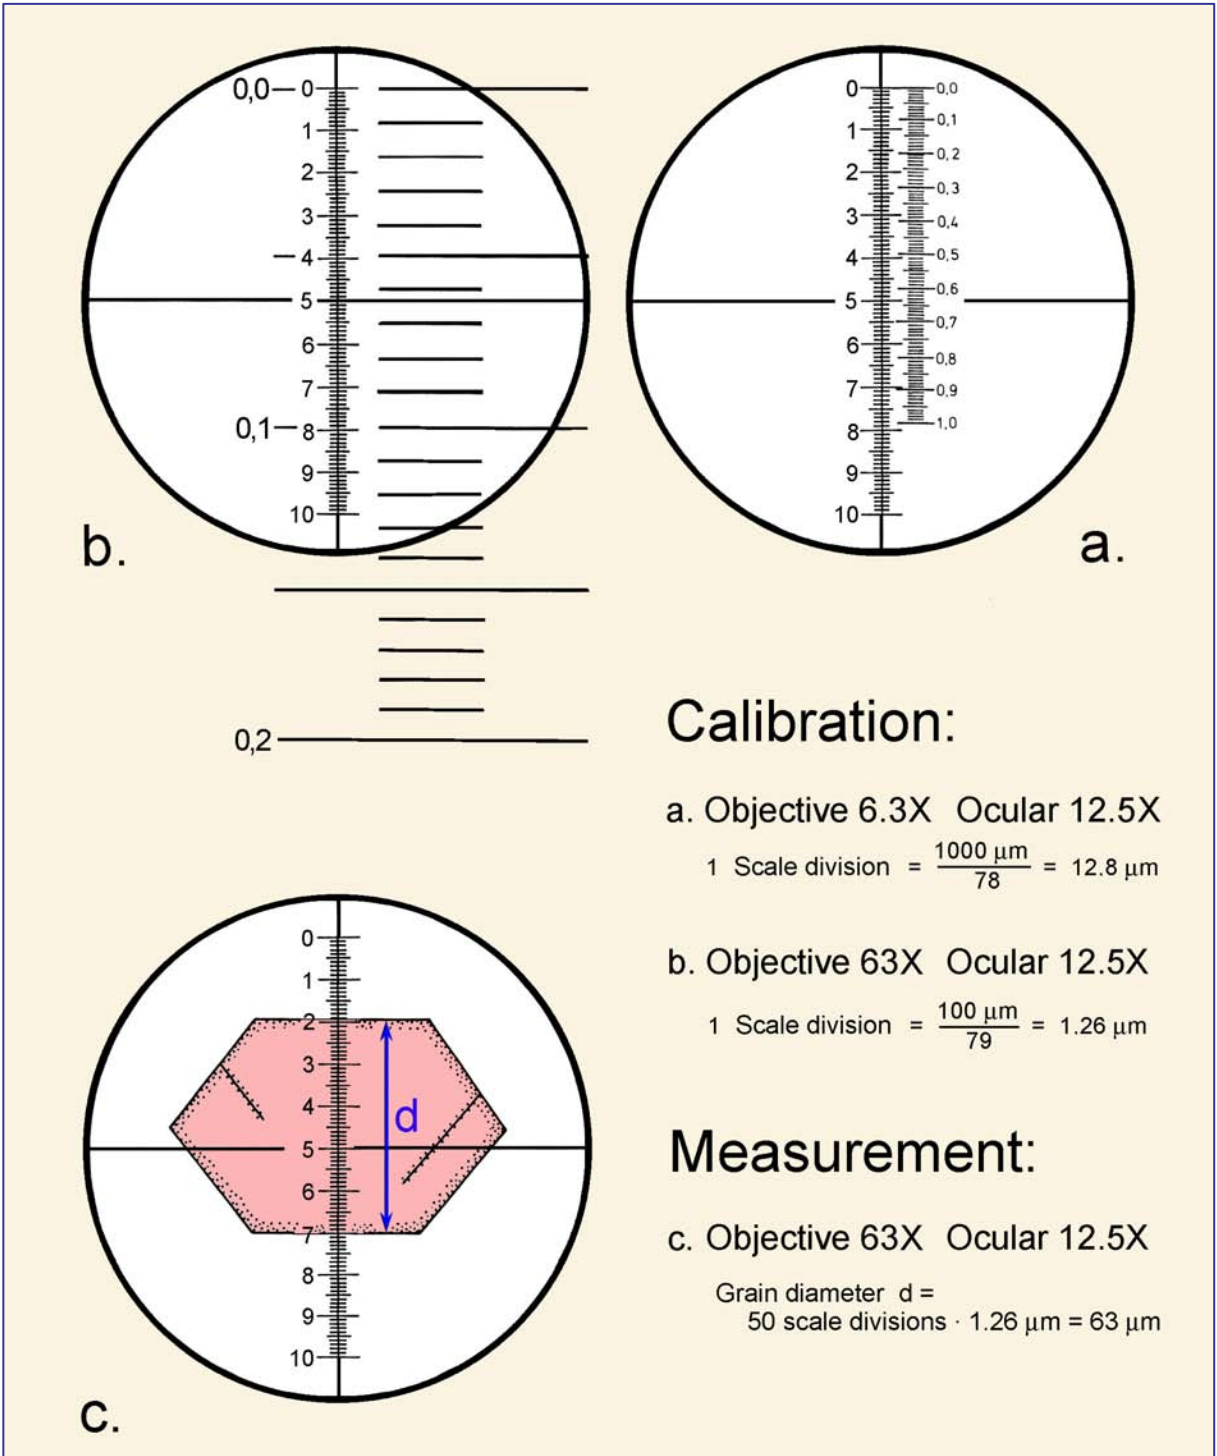 0,0 0
1
2
3
4
5
6
7
0,1 8
9
10
b.
0,2
0 0,0
1 0,1
2 0,2
3 0,3
4 0,4
0,5
5 0,6
6 0,7
7 0,8
0,9
8 1,0
9
10
a.
Calibration:
a. Objective 6.3X Ocular 12.5X
1 Scale division = 1000 µm / 78 = 12.8 µm
b. Objective 63X Ocular 12.5X
1 Scale division = 100 µm / 79 = 1.26 µm
0
1
2
3
4 d
5
6
7
8
9
10
c.
Measurement:
c. Objective 63X Ocular 12.5X
Grain diameter d =
50 scale divisions · 1.26 µm = 63 µm